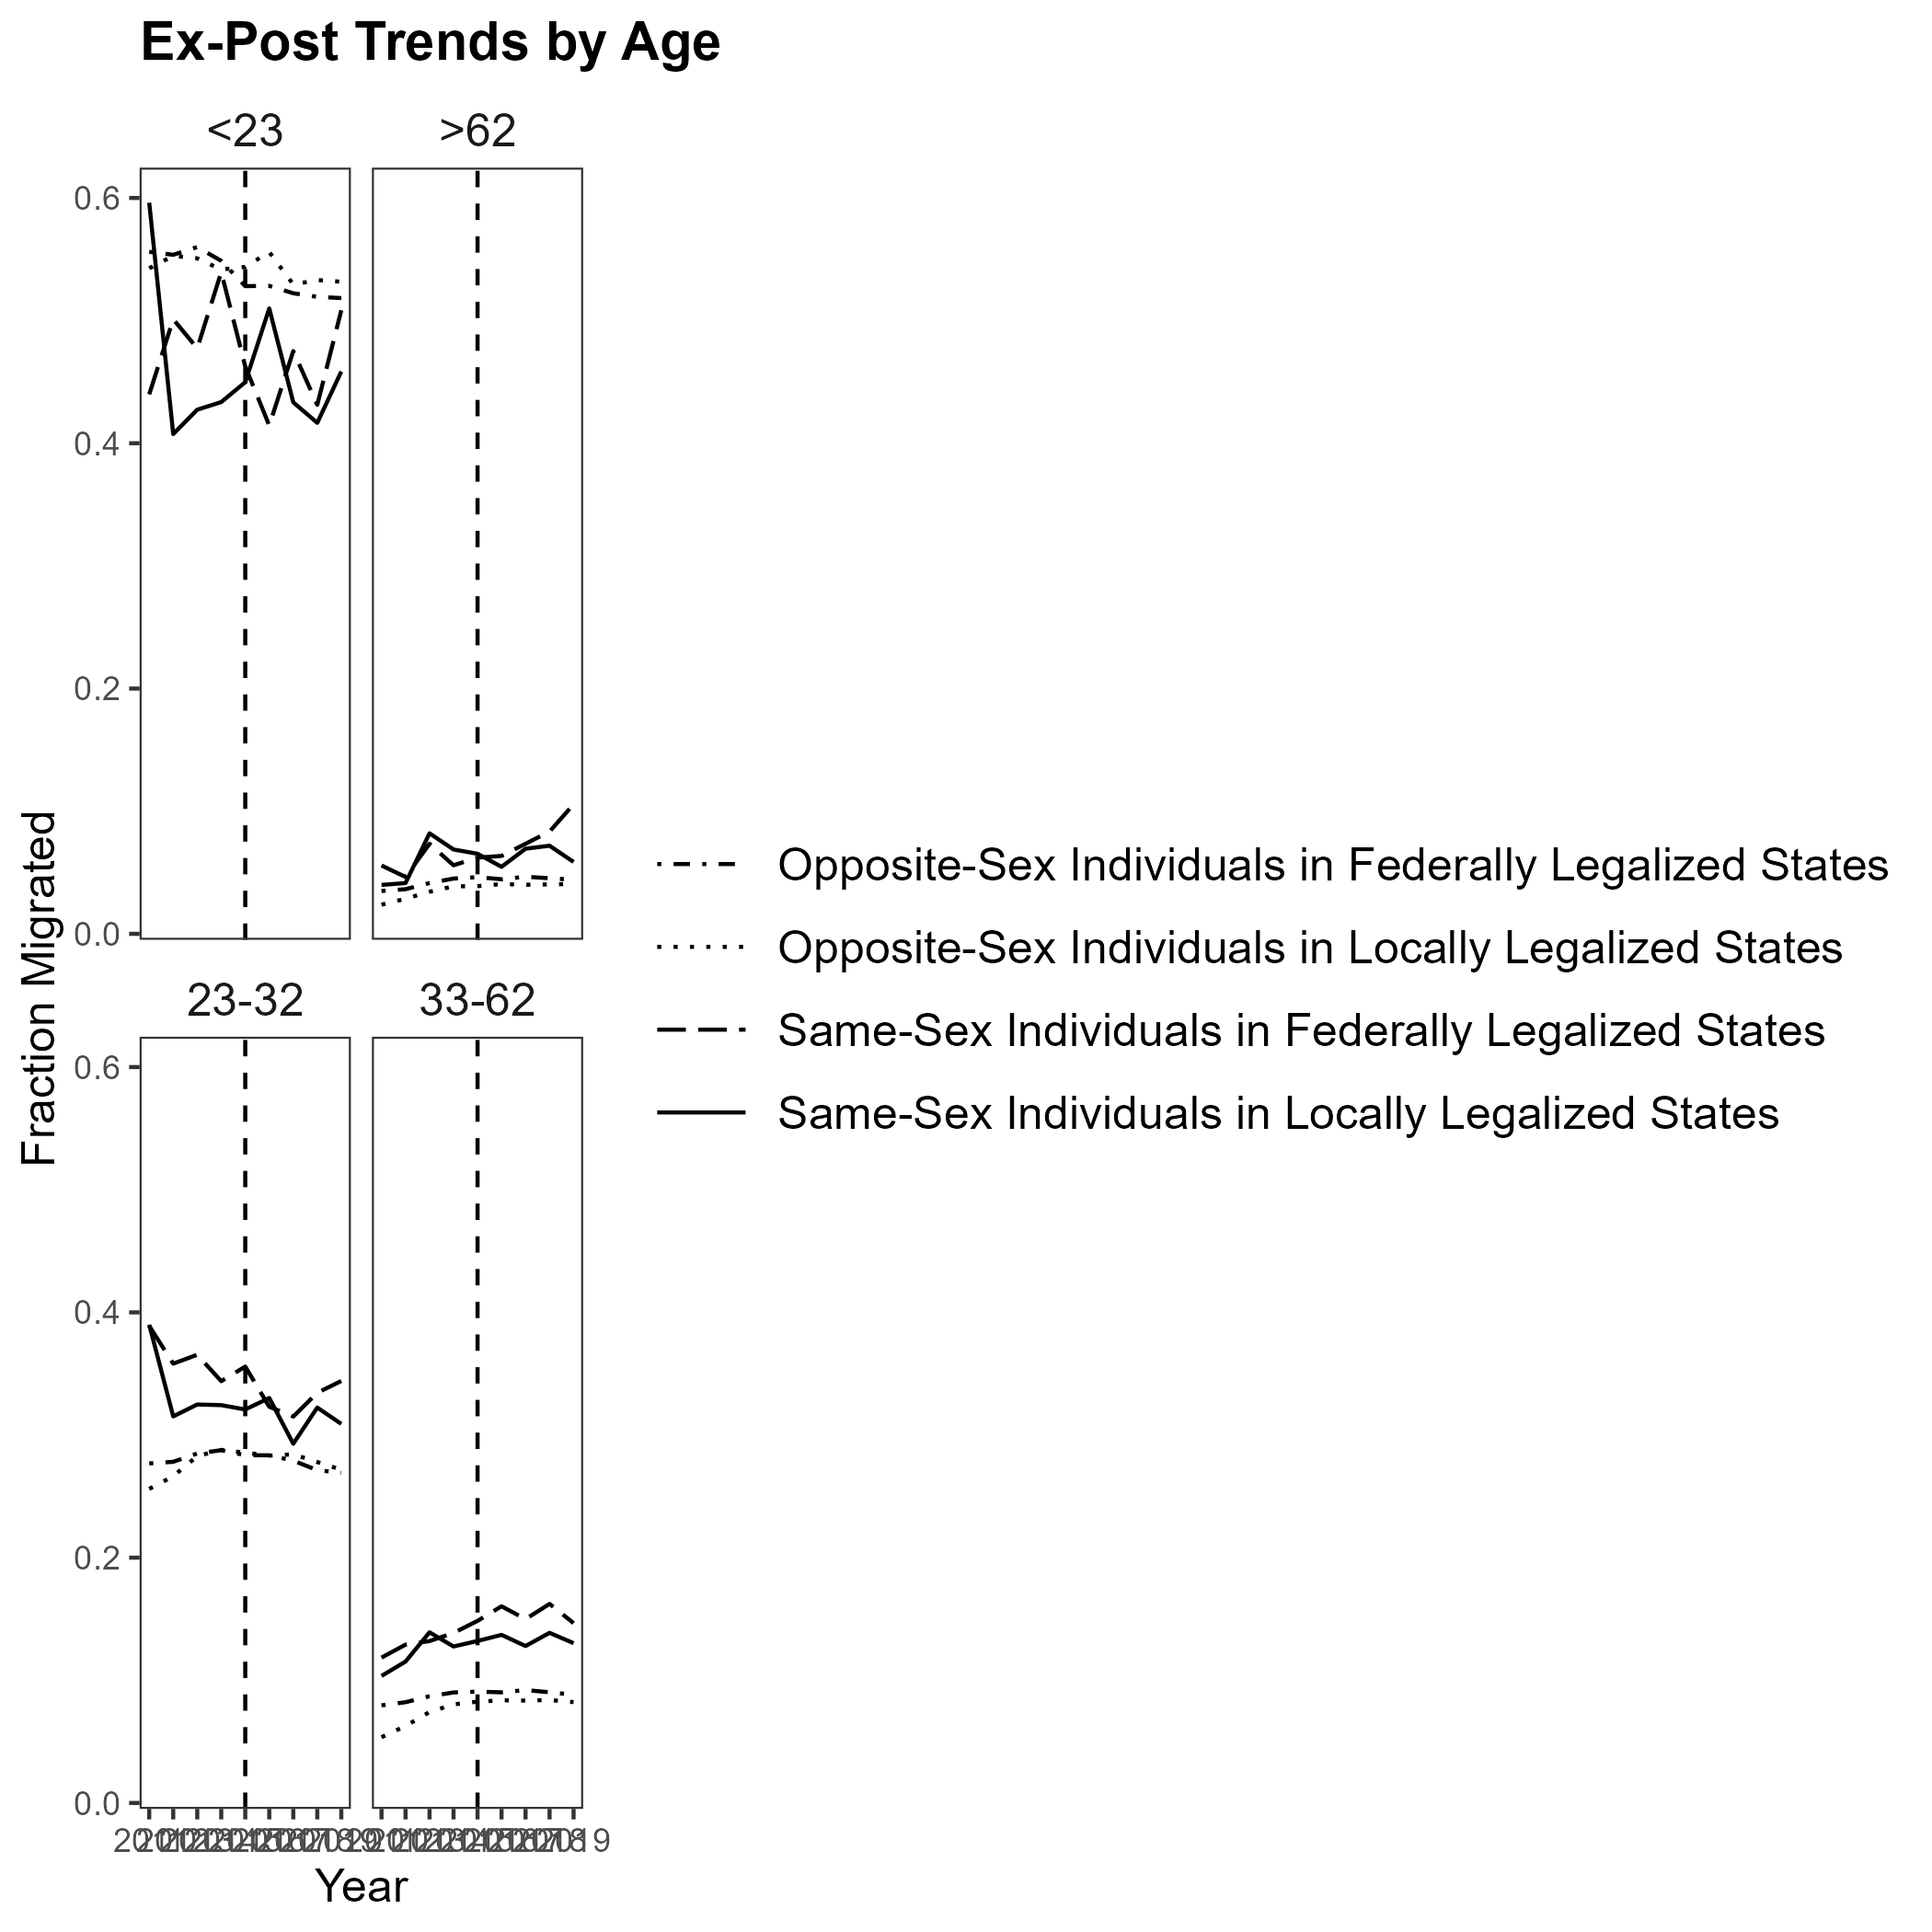 Ex-Post Trends by Age
<23
>62
0.6
0.4
0.2
0.0
Fraction Migrated
23-32
33-62
0.6
0.4
0.2
0.0
Year
Opposite-Sex Individuals in Federally Legalized States
Opposite-Sex Individuals in Locally Legalized States
Same-Sex Individuals in Federally Legalized States
Same-Sex Individuals in Locally Legalized States